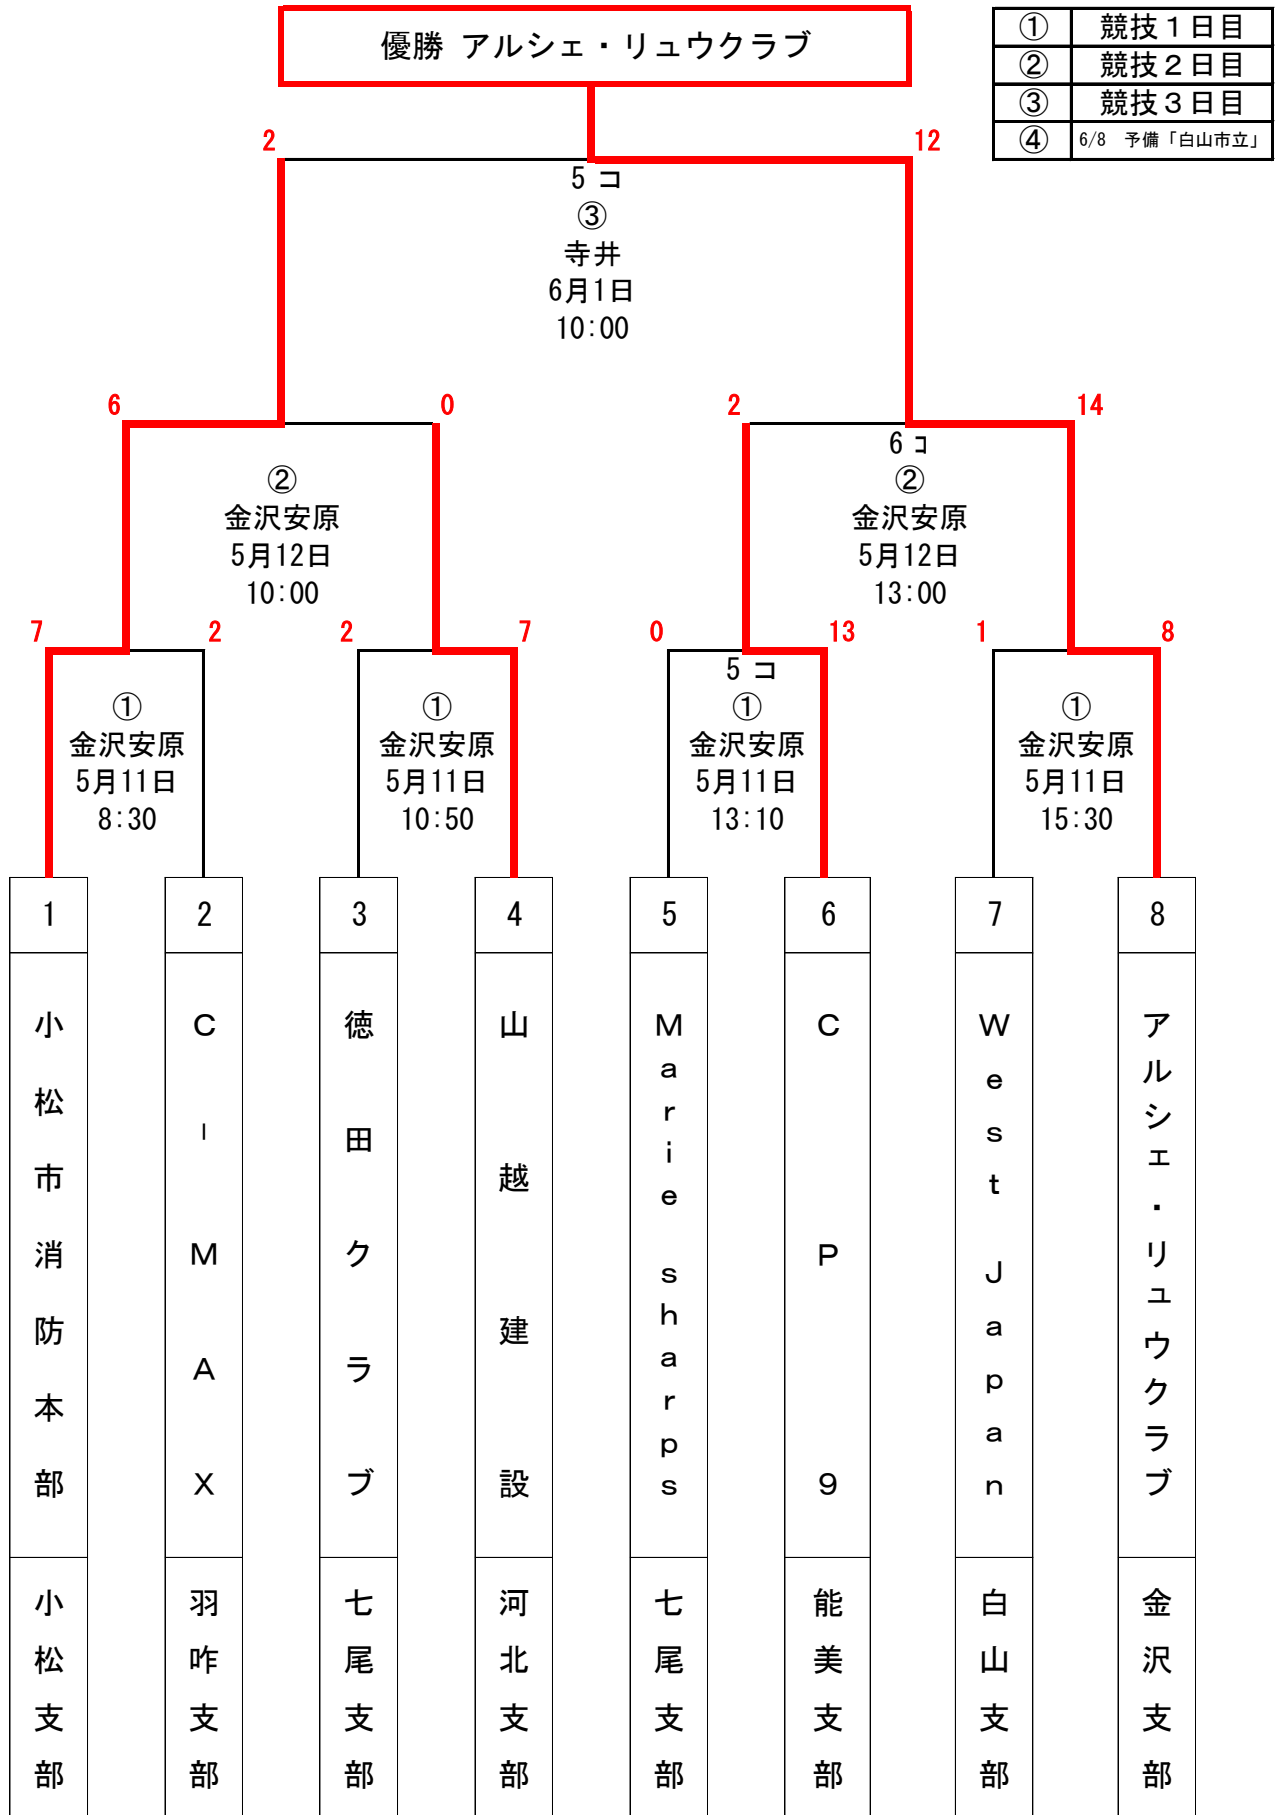 優勝 アルシェ・リュウクラブ
① 競技1日目
② 競技2日目
③ 競技3日目
④ 6/8 予備「白山市立」
2 12
5 コ
③
寺井
6月1日
10:00
6 0
②
金沢安原
5月12日
10:00
2 14
6 コ
②
金沢安原
5月12日
13:00
7 2
①
金沢安原
5月11日
8:30
2 7
①
金沢安原
5月11日
10:50
0 13
5 コ
①
金沢安原
5月11日
13:10
1 8
①
金沢安原
5月11日
15:30
1
小松市消防本部
小松支部
2
CーMAX
羽咋支部
3
徳田クラブ
七尾支部
4
山越建設
河北支部
5
Marie sharps
七尾支部
6
CP9
能美支部
7
West Japan
白山支部
8
アルシェ・リュウクラブ
金沢支部